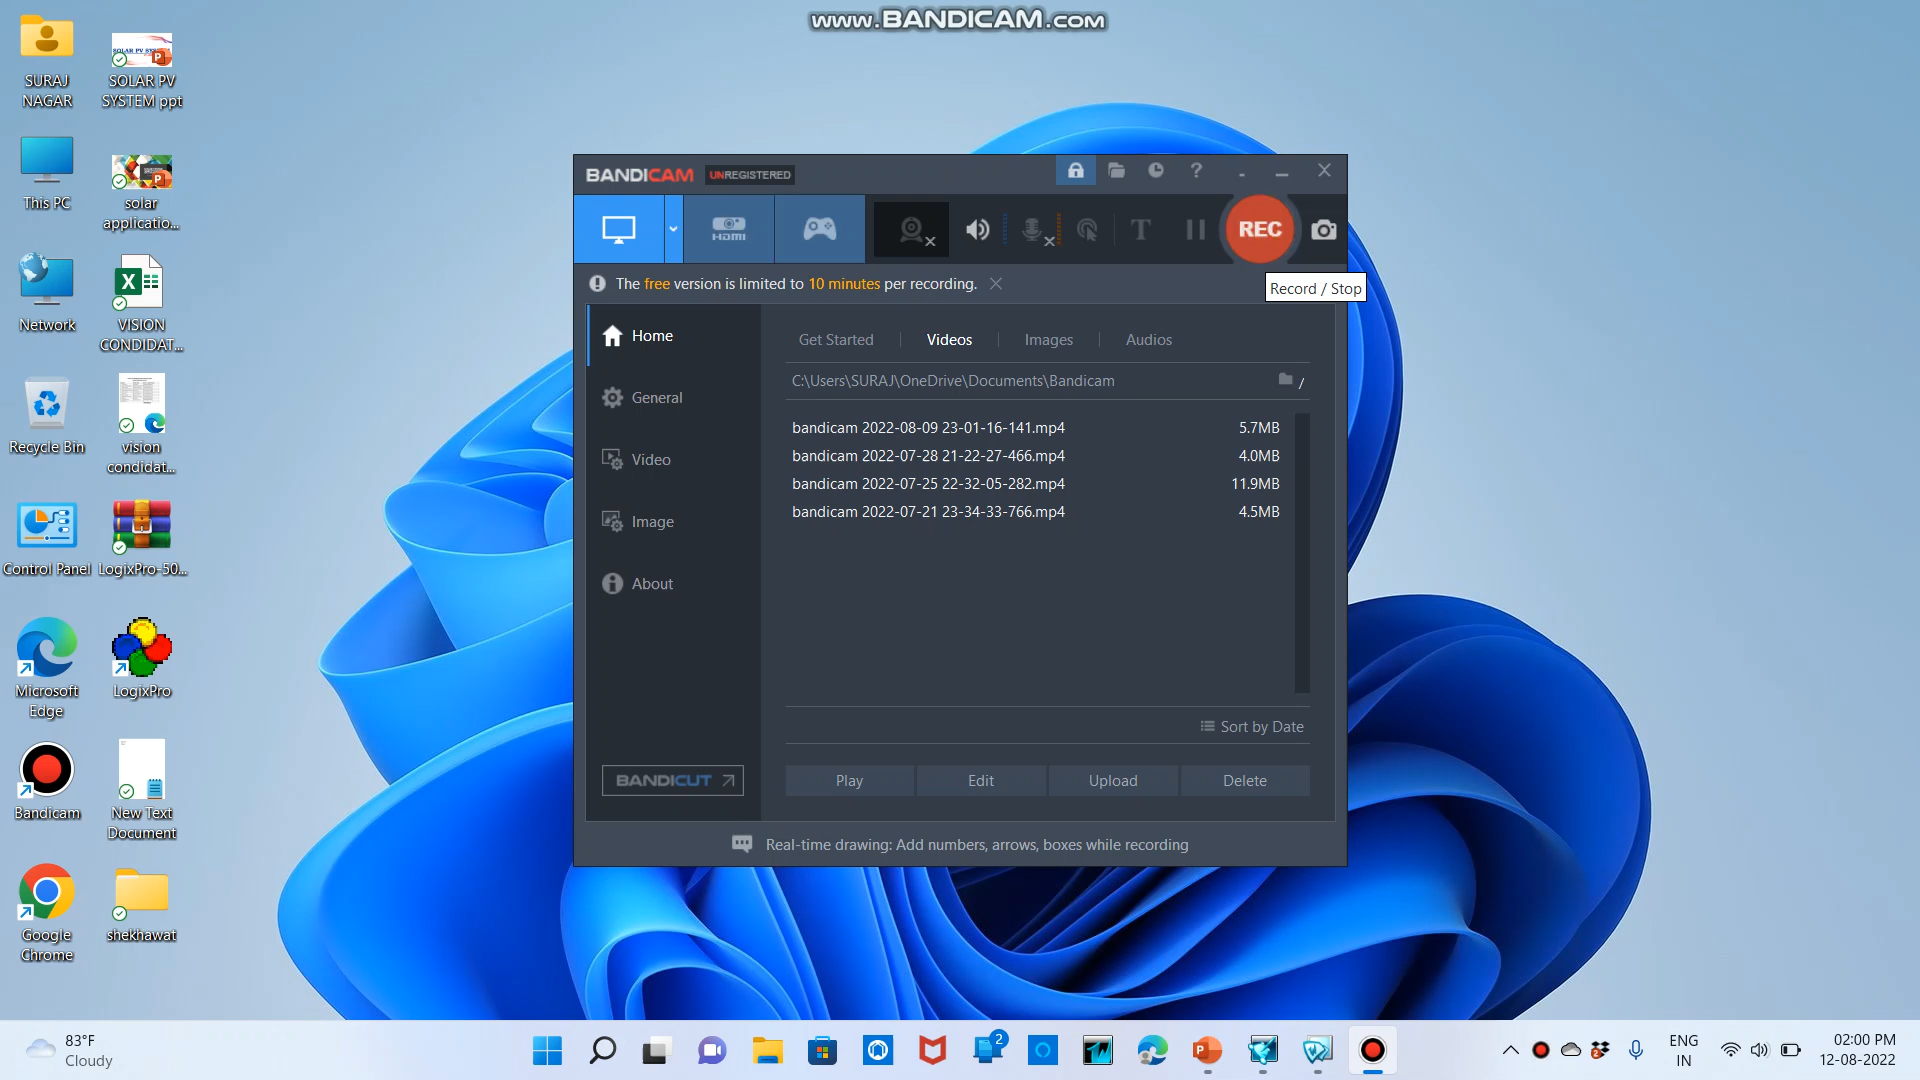 www.BANDICAM.com
SURAJ
NAGAR
SOLAR PV
SYSTEM ppt
This PC
solar
applicatio...
Network
VISION
CONDIDAT...
Recycle Bin
vision
condidat...
Control Panel
LogixPro-50...
Microsoft
Edge
LogixPro
Bandicam
New Text
Document
Google
Chrome
shekhawat
BANDICAM UNREGISTERED
HDMI
T
REC
The free version is limited to 10 minutes per recording.
Record / Stop
Home
General
Video
Image
About
BANDICUT
Get Started
Videos
Images
Audios
C:\Users\SURAJ\OneDrive\Documents\Bandicam
/
bandicam 2022-08-09 23-01-16-141.mp4 5.7MB
bandicam 2022-07-28 21-22-27-466.mp4 4.0MB
bandicam 2022-07-25 22-32-05-282.mp4 11.9MB
bandicam 2022-07-21 23-34-33-766.mp4 4.5MB
Sort by Date
Play
Edit
Upload
Delete
Real-time drawing: Add numbers, arrows, boxes while recording
83°F
Cloudy
2
ENG
IN
02:00 PM
12-08-2022